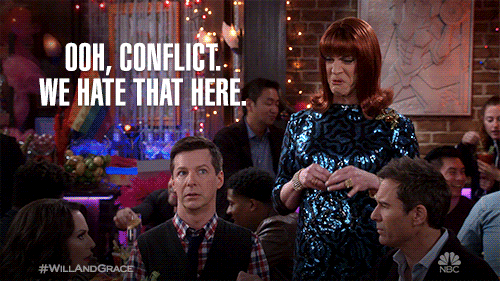 OOH, CONFLICT.
WE HATE THAT HERE.
#WILLANDGRACE
NBC